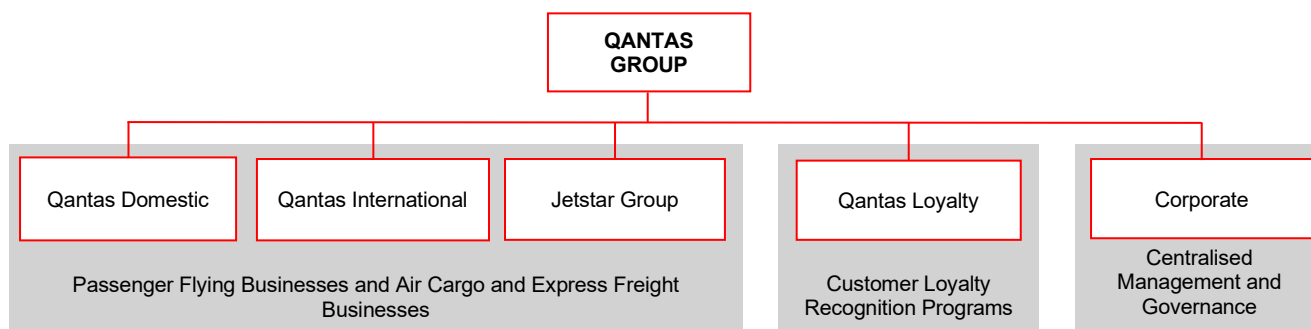 QANTAS
GROUP
Qantas Domestic
Qantas International
Jetstar Group
Qantas Loyalty
Corporate
Passenger Flying Businesses and Air Cargo and Express Freight
Businesses
Customer Loyalty
Recognition Programs
Centralised
Management and
Governance